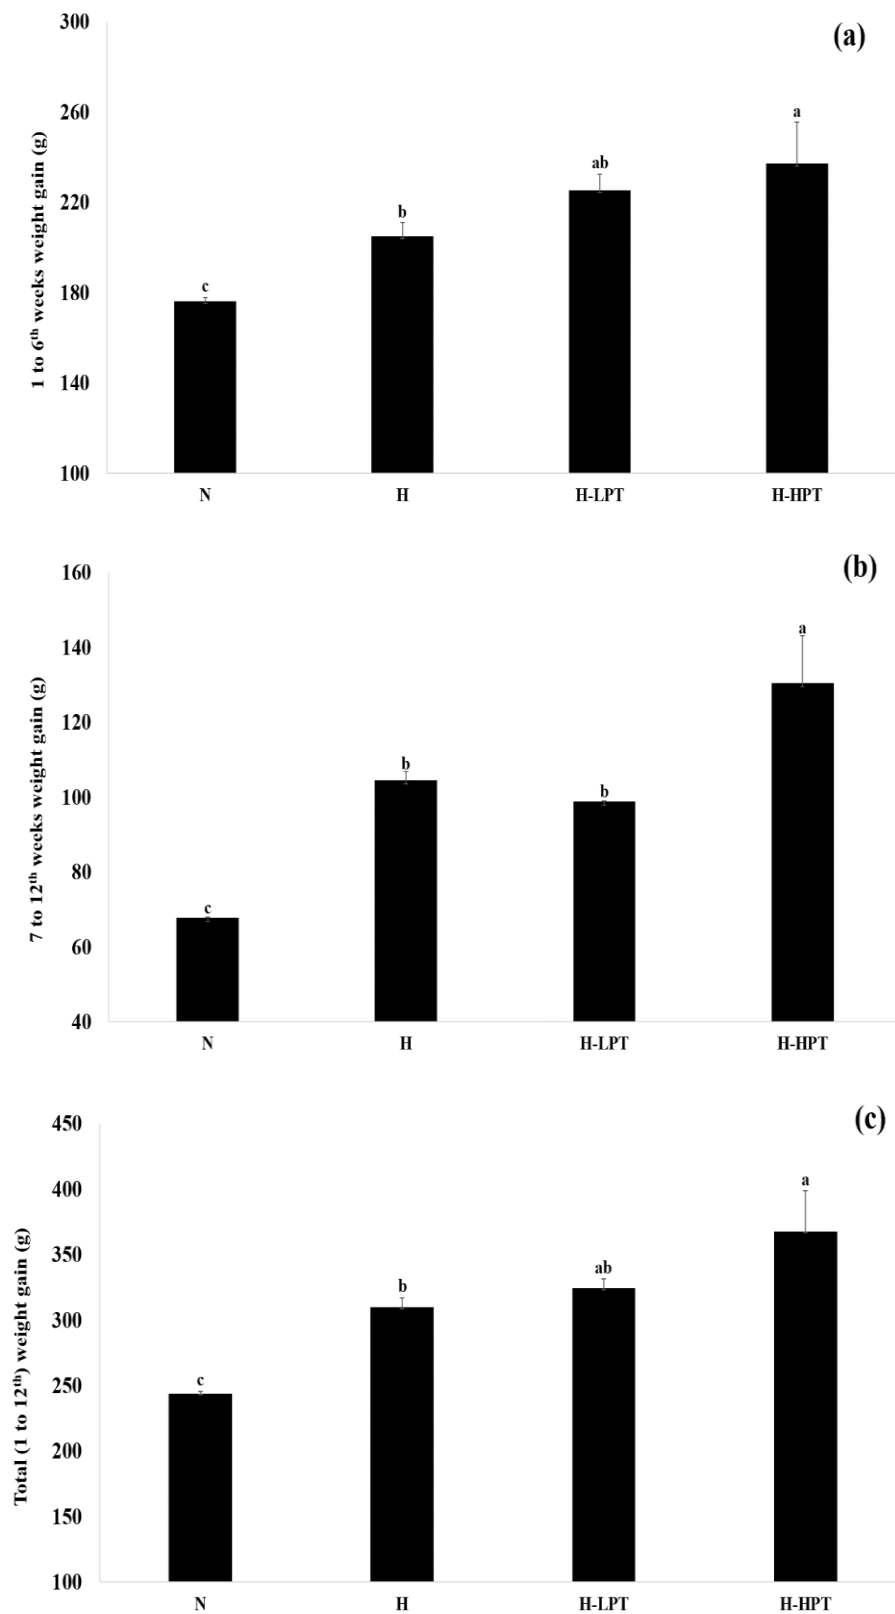 (a)
1 to 6th weeks weight gain (g)
300
260
220
180
140
100
c
b
ab
a
N H H-LPT H-HPT
(b)
7 to 12th weeks weight gain (g)
160
140
120
100
80
60
40
c
b
b
a
N H H-LPT H-HPT
(c)
Total (1 to 12th) weight gain (g)
450
400
350
300
250
200
150
100
c
b
ab
a
N H H-LPT H-HPT